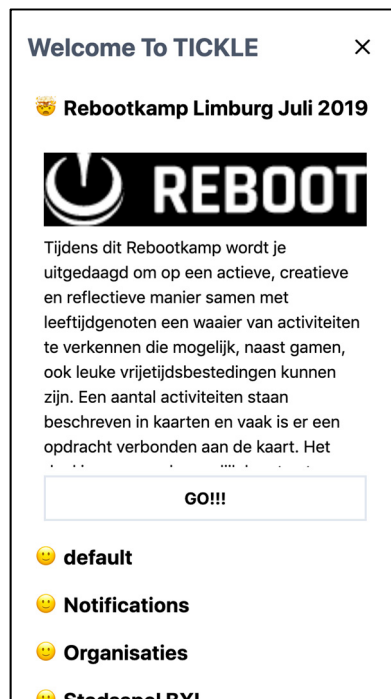 Welcome To TICKLE
Rebootkamp Limburg Juli 2019
REBOOT
Tijdens dit Rebootkamp wordt je
uitgedaagd om op een actieve, creatieve
en reflectieve manier samen met
leeftijdgenoten een waaier van activiteiten
te verkennen die mogelijk, naast gamen,
ook leuke vrijetijdsbestedingen kunnen
zijn. Een aantal activiteiten staan
beschreven in kaarten en vaak is er een
opdracht verbonden aan de kaart. Het
GO!!!
default
Notifications
Organisaties
Stadsspel BXL